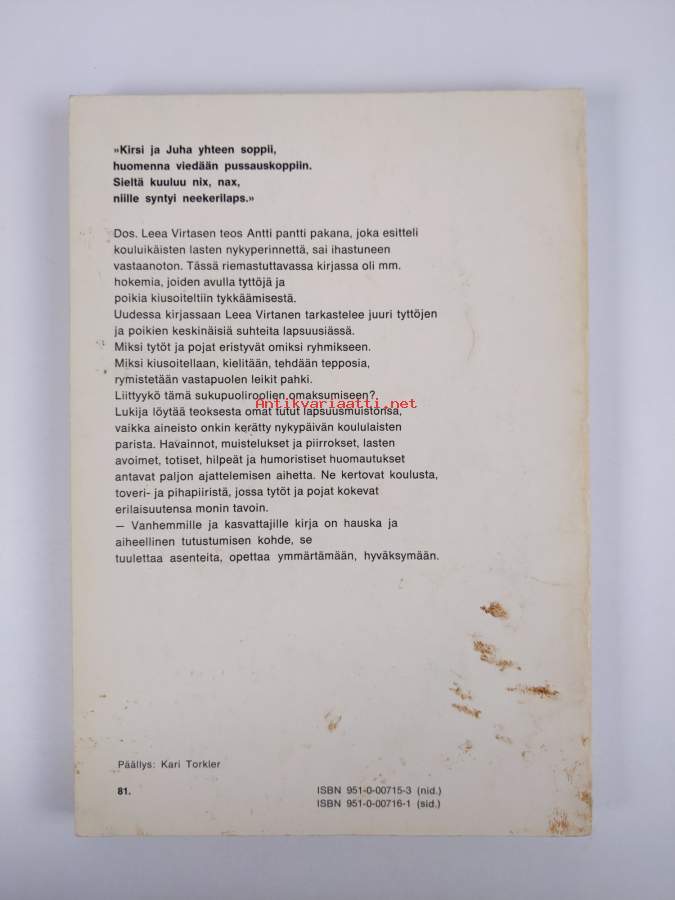 »Kirsi ja Juha yhteen soppii,
huomenna viedään pussauskoppiin.
Sieltä kuuluu nix, nax,
niille syntyi neekerilaps.»
Dos. Leea Virtasen teos Antti pantti pakana, joka esitteli
kouluikäisten lasten nykyperinnettä, sai ihastuneen
vastaanoton. Tässä riemastuttavassa kirjassa oli mm.
hokemia, joiden avulla tyttöjä ja
poikia kiusoiteltiin tykkäämisestä.
Uudessa kirjassaan Leea Virtanen tarkastelee juuri tyttöjen
ja poikien keskinäisiä suhteita lapsuusiässä.
Miksi tytöt ja pojat eristyvät omiksi ryhmikseen.
Miksi kiusoitellaan, kielitään, tehdään tepposia,
rymistetään vastapuolen leikit pahki.
Liittyykö tämä sukupuoliroolien omaksumiseen?
Antikvariaatti.net
Lukija löytää teoksesta omat tutut lapsuusmuistonsa,
vaikka aineisto onkin kerätty nykypäivän koululaisten
parista. Havainnot, muistelukset ja piirrokset, lasten
avoimet, totiset, hilpeät ja humoristiset huomautukset
antavat paljon ajattelemisen aihetta. Ne kertovat koulusta,
toveri- ja pihapiiristä, jossa tytöt ja pojat kokevat
erilaisuutensa monin tavoin.
— Vanhemmille ja kasvattajille kirja on hauska ja
aiheellinen tutustumisen kohde, se
tuulettaa asenteita, opettaa ymmärtämään, hyväksymään.
Päällys: Kari Torkler
81.
ISBN 951-0-00715-3 (nid.)
ISBN 951-0-00716-1 (sid.)